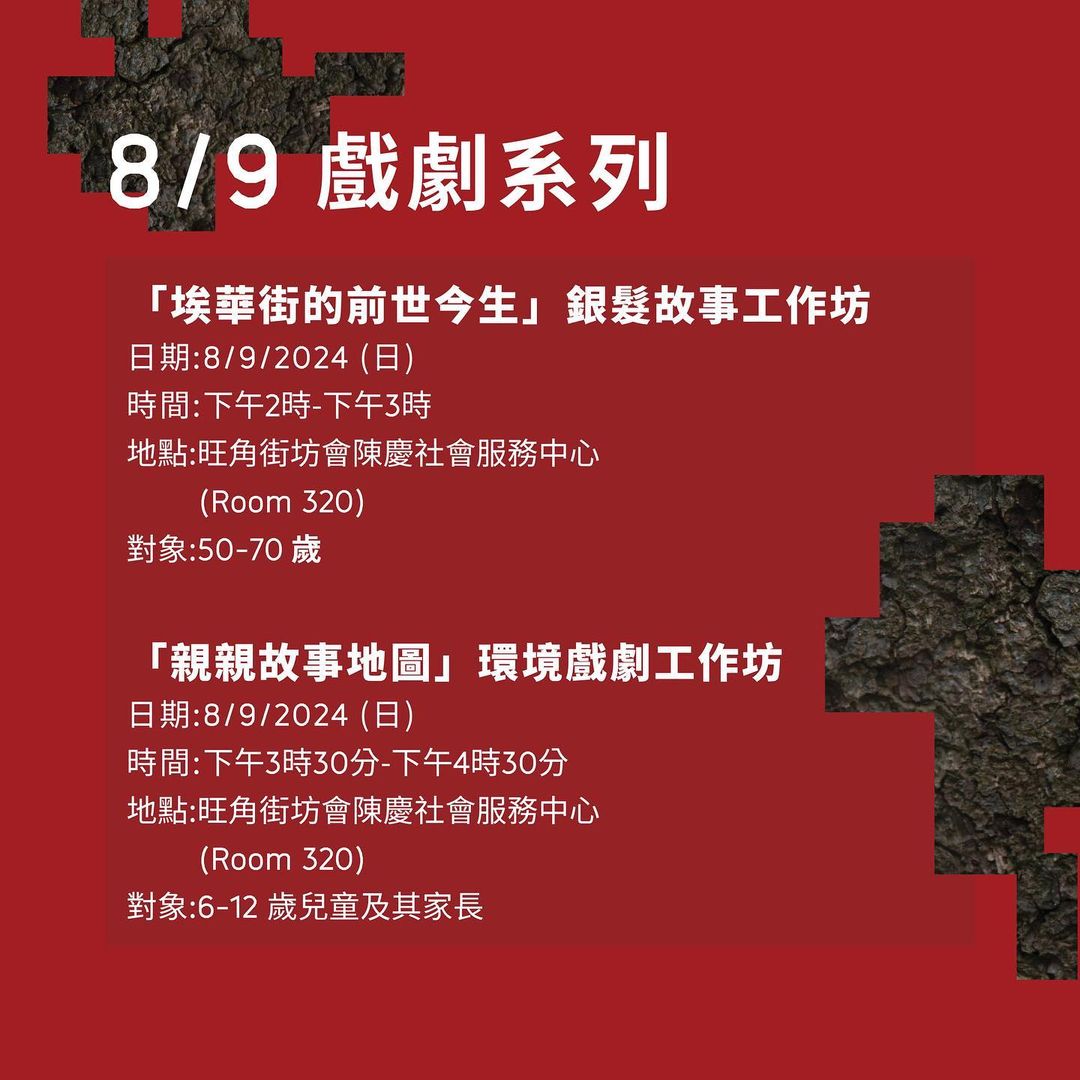 8/9 戲劇系列
「埃華街的前世今生」銀髮故事工作坊
日期:8/9/2024 (日)
時間:下午2時-下午3時
地點:旺角街坊會陳慶社會服務中心
(Room 320)
對象:50-70 歲
「親親故事地圖」環境戲劇工作坊
日期:8/9/2024 (日)
時間:下午3時30分-下午4時30分
地點:旺角街坊會陳慶社會服務中心
(Room 320)
對象:6-12 歲兒童及其家長